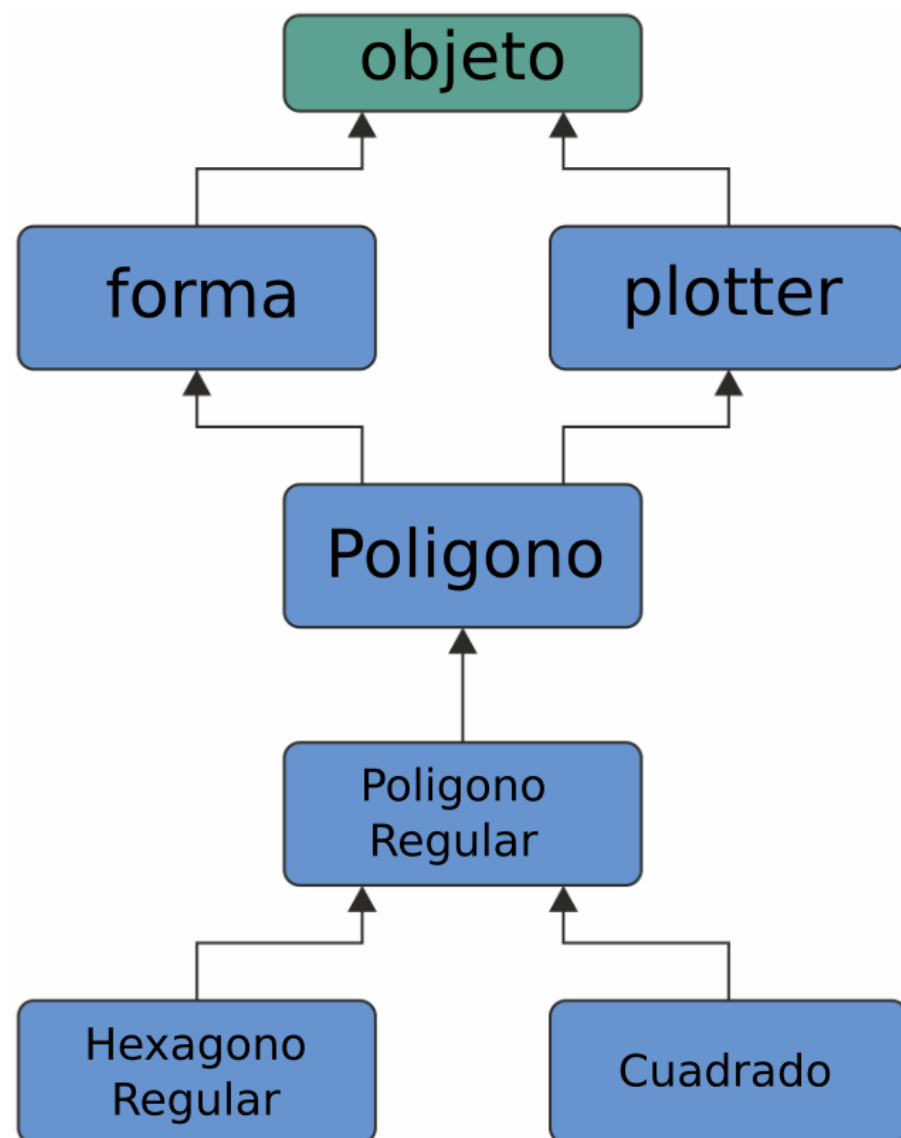 objeto
forma
plotter
Poligono
Poligono
Regular
Hexagono
Regular
Cuadrado